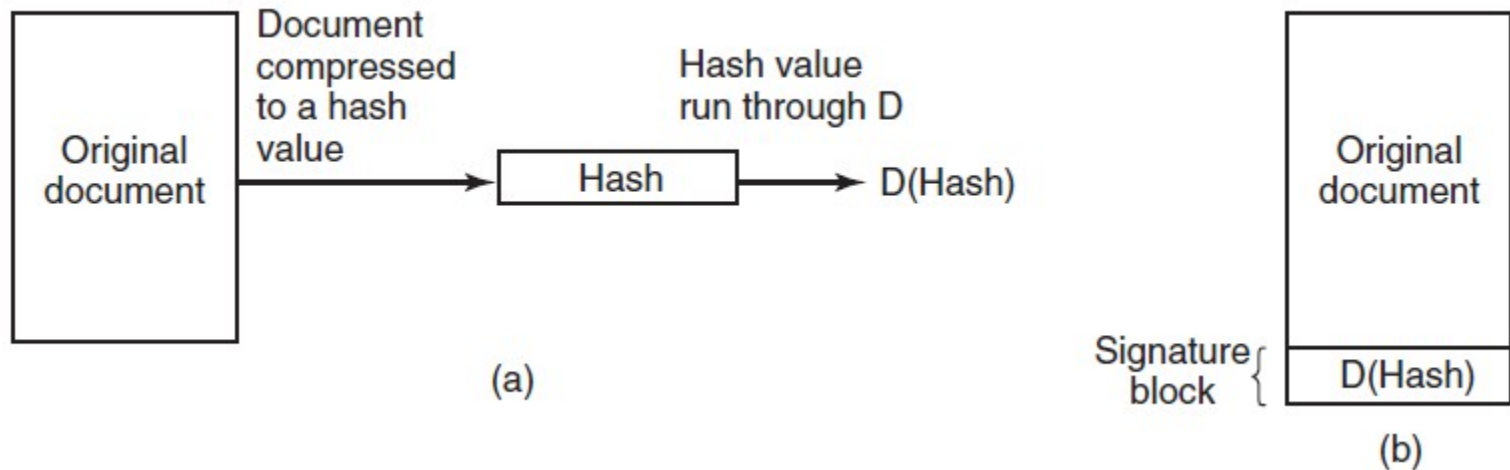 Original
document
Document
compressed
to a hash
value
Hash
Hash value
run through D
D(Hash)
(a)
Original
document
Signature
block
D(Hash)
(b)